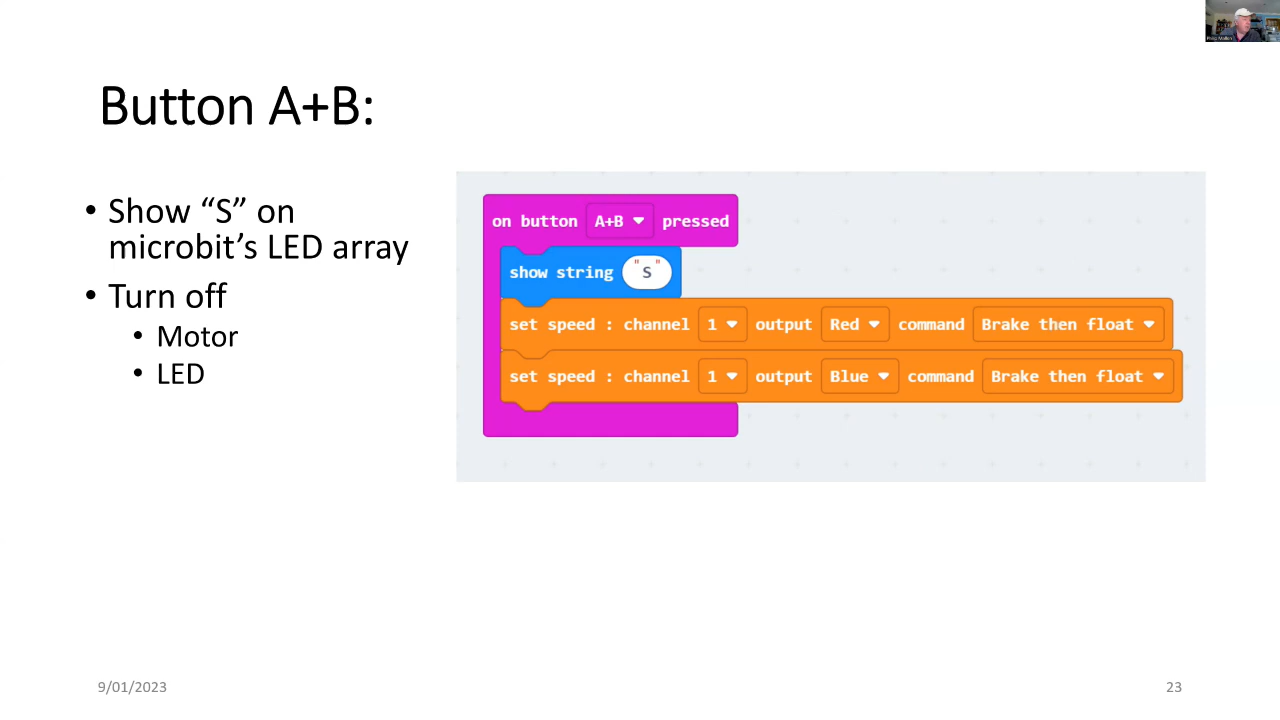 Button A+B:
• Show “S” on
microbit’s LED array
• Turn off
• Motor
• LED
on button A+B pressed
show string "S"
set speed : channel 1 output Red command Brake then float
set speed : channel 1 output Blue command Brake then float
9/01/2023
23